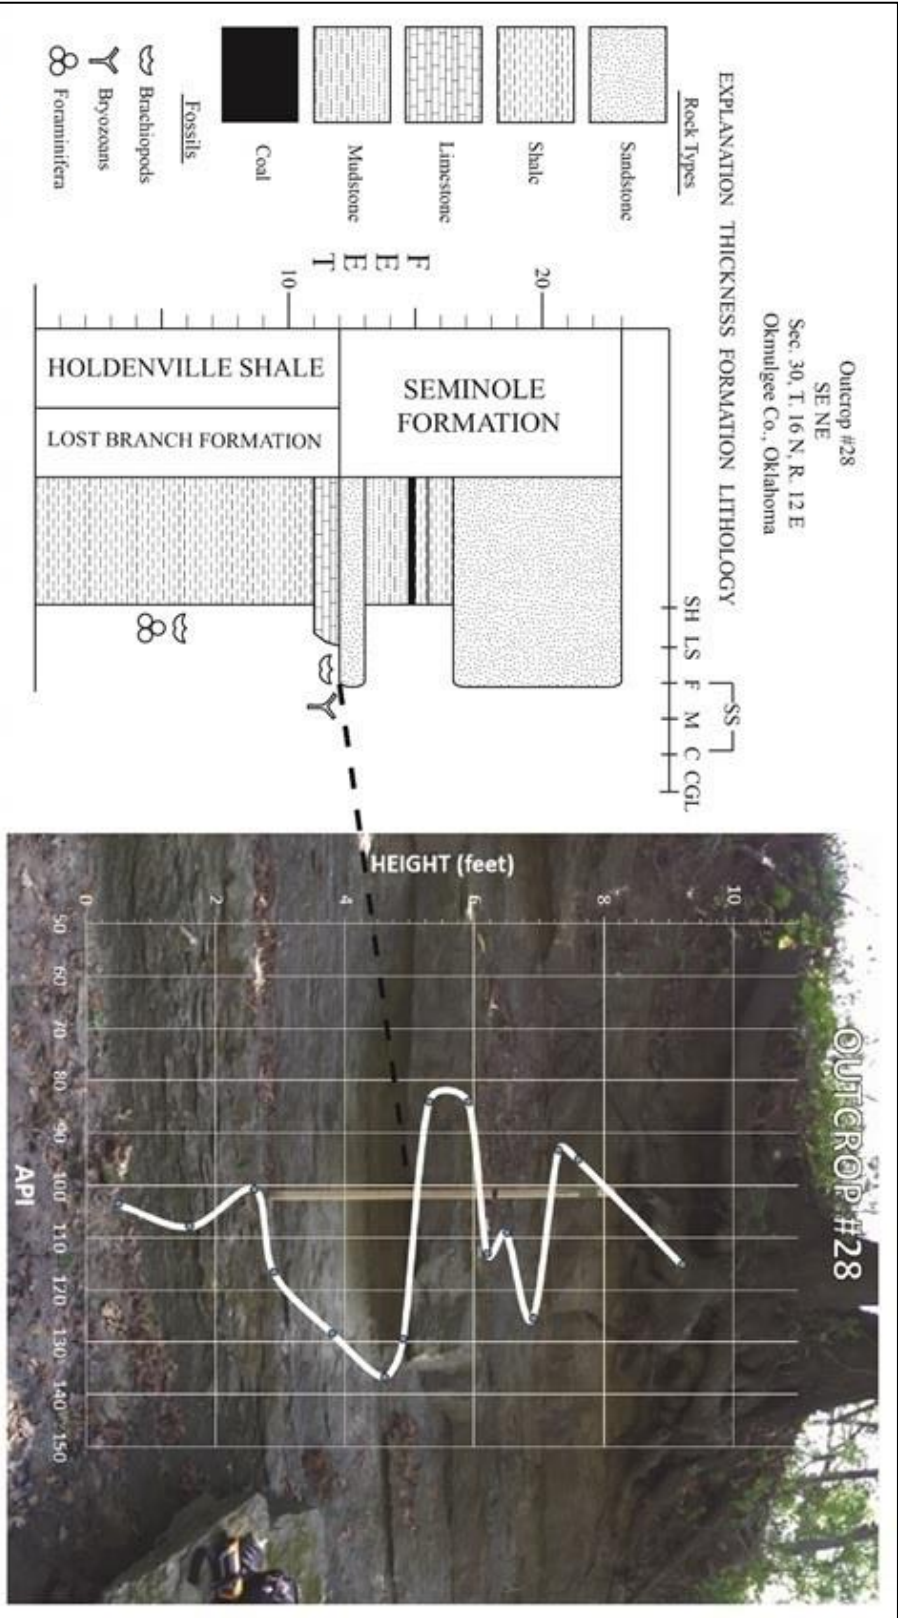 Outcrop #28
SE NE
Sec. 30, T. 16 N, R. 12 E
Okmulgee Co., Oklahoma
EXPLANATION THICKNESS FORMATION LITHOLOGY
Rock Types
Sandstone
Shale
Limestone
Mudstone
Coal
Fossils
Brachiopods
Bryozoans
Foraminifera
F
E
E
T
20
10
SEMINOLE
FORMATION
HOLDENVILLE SHALE
LOST BRANCH FORMATION
SS
SH LS F M C CGL
OUTCROP #28
HEIGHT (feet)
10
8
6
4
2
0
50 60 70 80 90 100 110 120 130 140 150
API